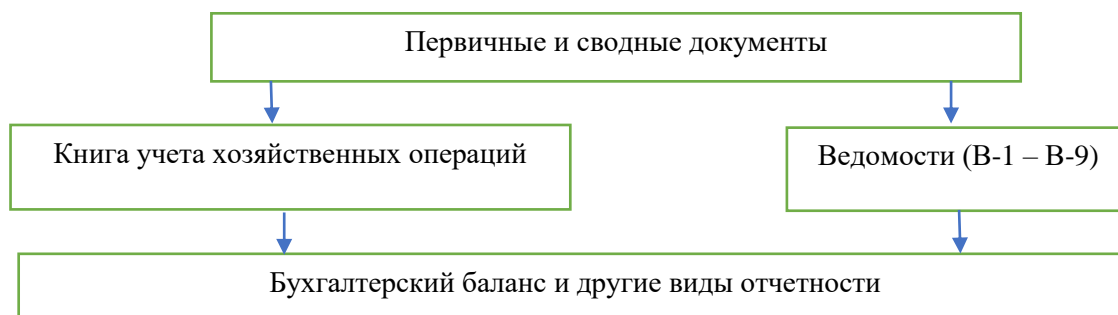 Первичные и сводные документы
Книга учета хозяйственных операций
Ведомости (В-1 – В-9)
Бухгалтерский баланс и другие виды отчетности